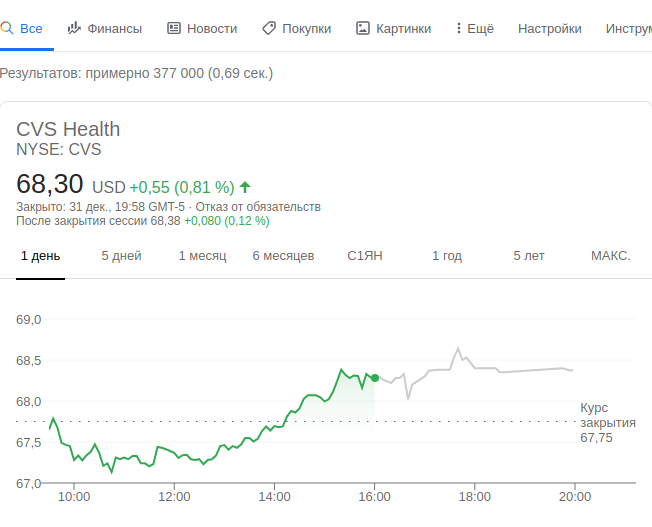 Все Финансы Новости Покупки Картинки Ещё Настройки Инструм
Результатов: примерно 377 000 (0,69 сек.)
CVS Health
NYSE: CVS
68,30 USD +0,55 (0,81 %)
Закрыто: 31 дек., 19:58 GMT-5 · Отказ от обязательств
После закрытия сессии 68,38 +0,080 (0,12 %)
1 день 5 дней 1 месяц 6 месяцев С1ЯН 1 год 5 лет МАКС.
69,0
68,5
68,0
Курс
закрытия
67,75
67,5
67,0
10:00 12:00 14:00 16:00 18:00 20:00